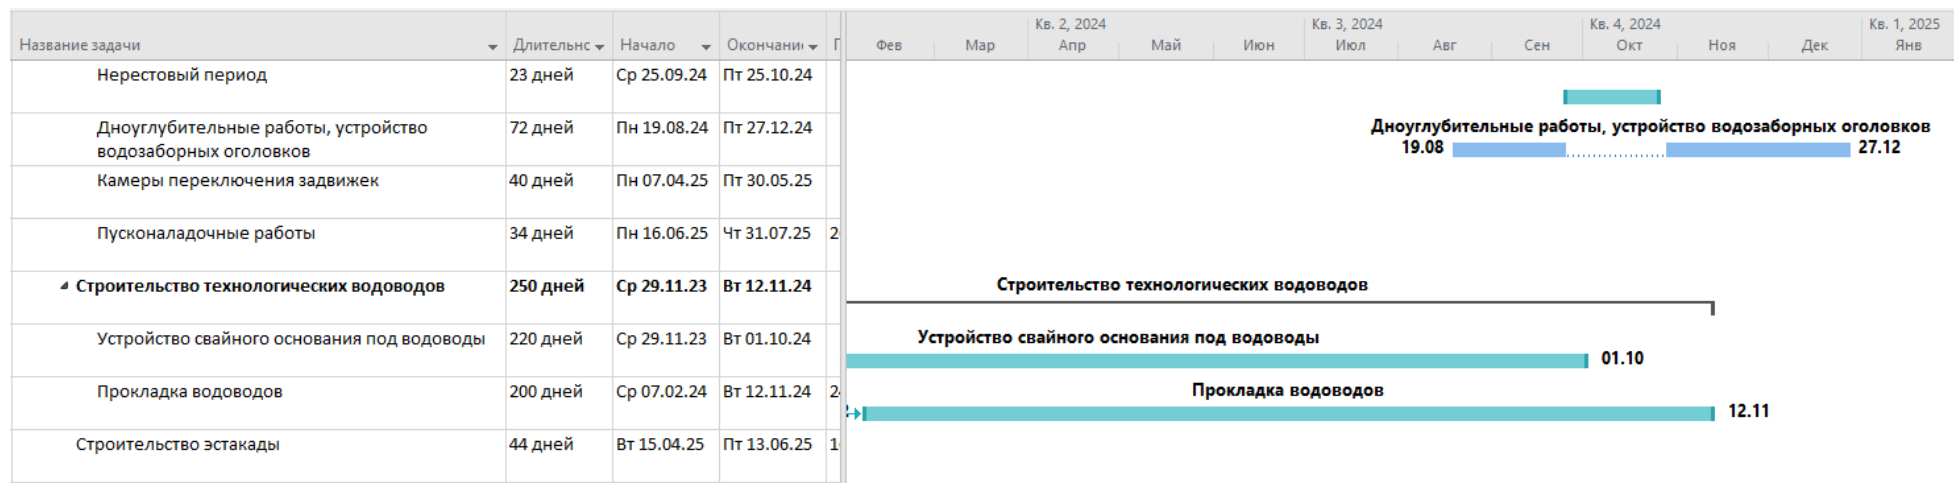 Кв. 2, 2024 Кв. 3, 2024 Кв. 4, 2024 Кв. 1, 2025
Название задачи Длительнс Начало Окончани Г Фев Мар Апр Май Июн Июл Авг Сен Окт Ноя Дек Янв
Нерестовый период 23 дней Ср 25.09.24 Пт 25.10.24
Дноуглубительные работы, устройство 72 дней Пн 19.08.24 Пт 27.12.24 Дноуглубительные работы, устройство водозаборных оголовков
водозаборных оголовков 19.08 27.12
Камеры переключения задвижек 40 дней Пн 07.04.25 Пт 30.05.25
Пусконаладочные работы 34 дней Пн 16.06.25 Чт 31.07.25 2
Строительство технологических водоводов 250 дней Ср 29.11.23 Вт 12.11.24 Строительство технологических водоводов
Устройство свайного основания под водоводы 220 дней Ср 29.11.23 Вт 01.10.24 Устройство свайного основания под водоводы
01.10
Прокладка водоводов 200 дней Ср 07.02.24 Вт 12.11.24 2 Прокладка водоводов
12.11
Строительство эстакады 44 дней Вт 15.04.25 Пт 13.06.25 1